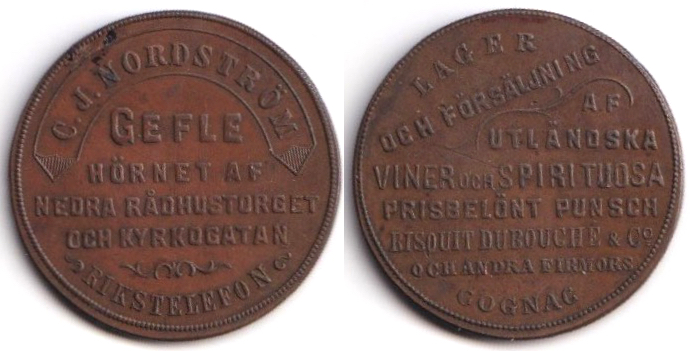 C. J. NORDSTRÖM
GEFLE
HÖRNET AF
NEDRA RÅDHUSTORGET
OCH KYRKOGATAN
RIKSTELEFON
LAGER
OCH FÖRSÄLJNING
AF
UTLÄNDSKA
VINER OCH SPIRITUOSA
PRISBELÖNT PUNSCH
BISQUIT DUBOUCHÉ & Co
OCH ANDRA FIRMORS
COGNAC